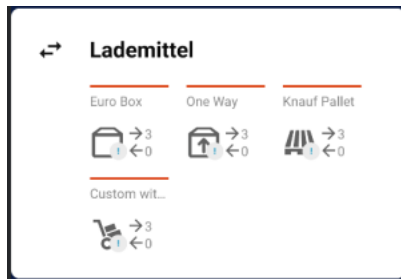 Lademittel
Euro Box One Way Knauf Pallet
→3 →3 →3
! ←0 ! ←0 ! ←0
Custom wit...
→3
! ←0